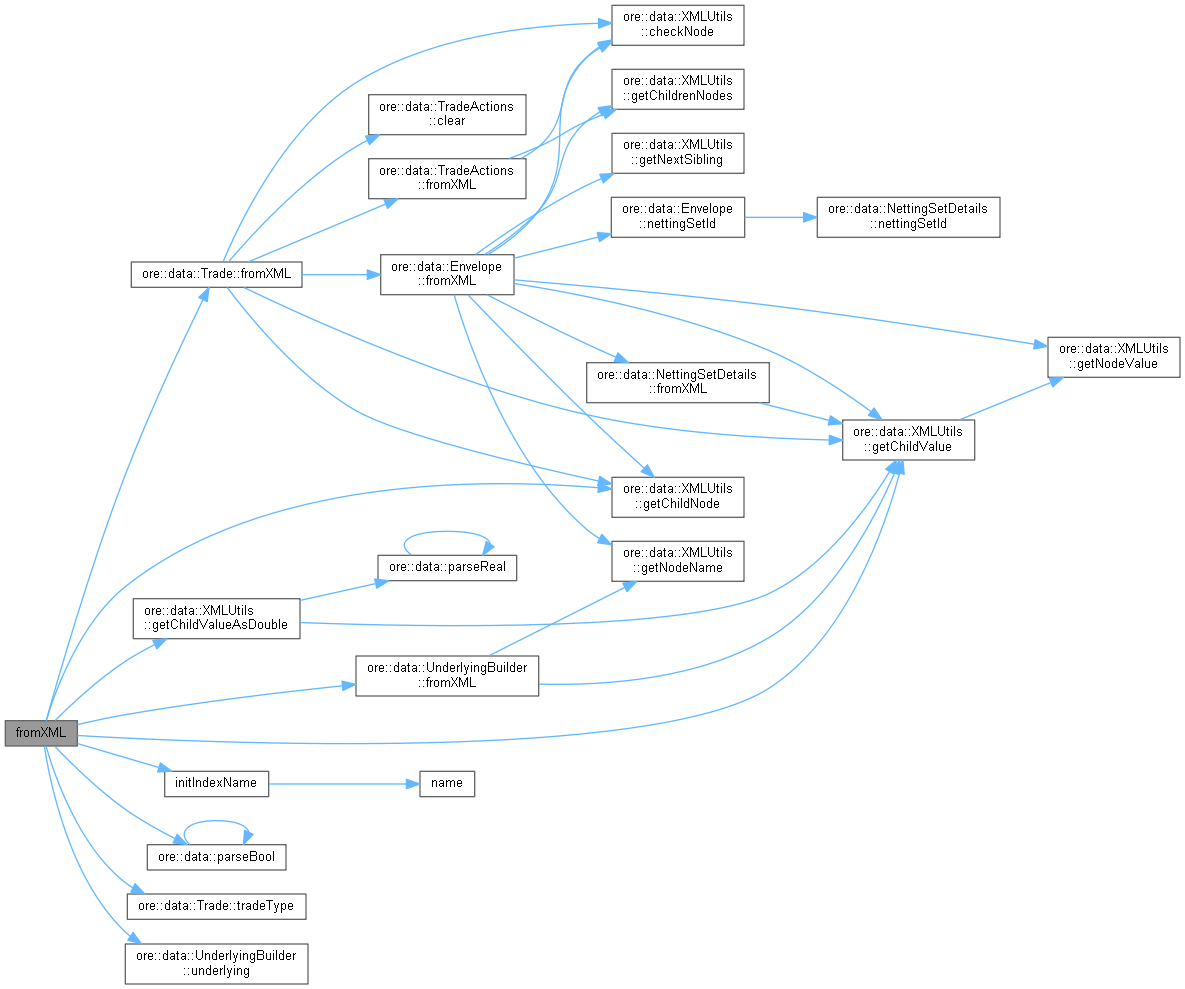 ore::data::XMLUtils
::checkNode
ore::data::XMLUtils
::getChildrenNodes
ore::data::TradeActions
::clear
ore::data::XMLUtils
::getNextSibling
ore::data::TradeActions
::fromXML
ore::data::Envelope
::nettingSetId
ore::data::NettingSetDetails
::nettingSetId
ore::data::Trade::fromXML
ore::data::Envelope
::fromXML
ore::data::XMLUtils
::getNodeValue
ore::data::NettingSetDetails
::fromXML
ore::data::XMLUtils
::getChildValue
ore::data::XMLUtils
::getChildNode
ore::data::XMLUtils
::getNodeName
ore::data::parseReal
ore::data::XMLUtils
::getChildValueAsDouble
ore::data::UnderlyingBuilder
::fromXML
fromXML
initIndexName
name
ore::data::parseBool
ore::data::Trade::tradeType
ore::data::UnderlyingBuilder
::underlying